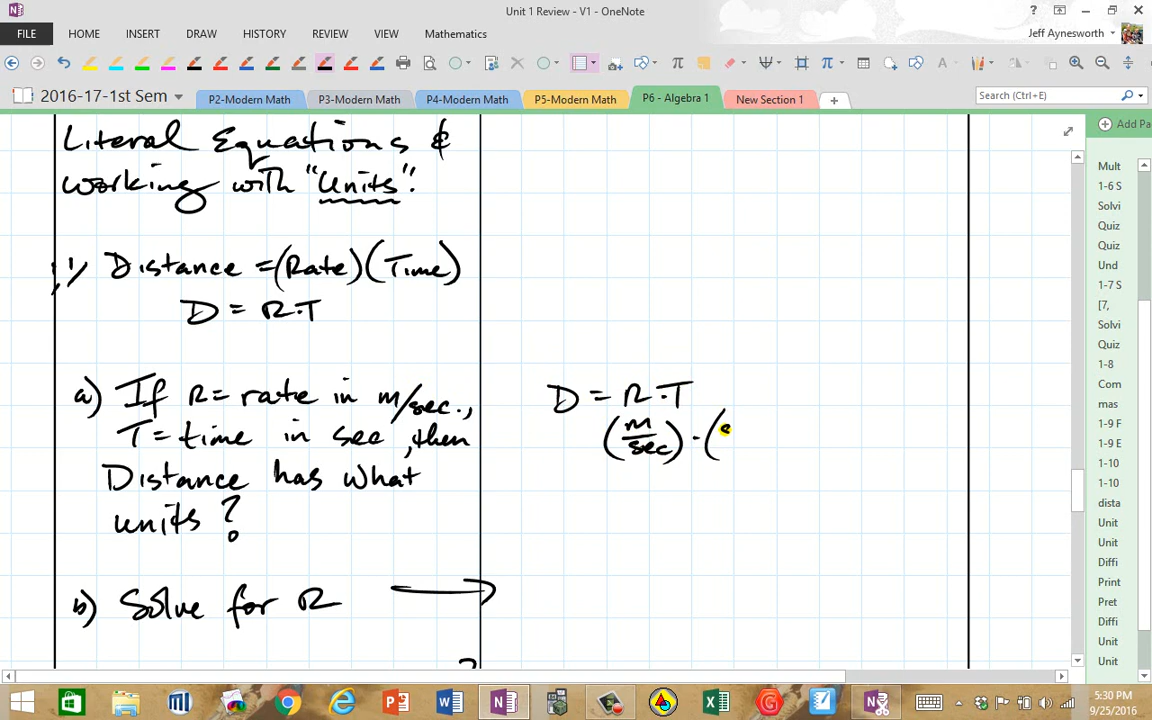 Unit 1 Review - V1 - OneNote
FILE HOME INSERT DRAW HISTORY REVIEW VIEW Mathematics
Jeff Aynesworth
2016-17-1st Sem
P2-Modern Math P3-Modern Math P4-Modern Math P5-Modern Math P6 - Algebra 1 New Section 1
Search (Ctrl+E)
Add Pa
Literal Equations &
working with "Units".
1) Distance = (Rate)(Time)
D = R·T
a) If R = rate in m/sec.,
T = time in sec, then
Distance has what
units?
b) Solve for R
D = R·T
(m/sec) · (
Mult
1-6 S
Solvi
Quiz
Quiz
Und
1-7 S
[7,
Solvi
Quiz
1-8
Com
mas
1-9 F
1-9 E
1-10
1-10
dista
Unit
Unit
Diffi
Print
Pret
Diffi
Unit
Unit
5:30 PM
9/25/2016